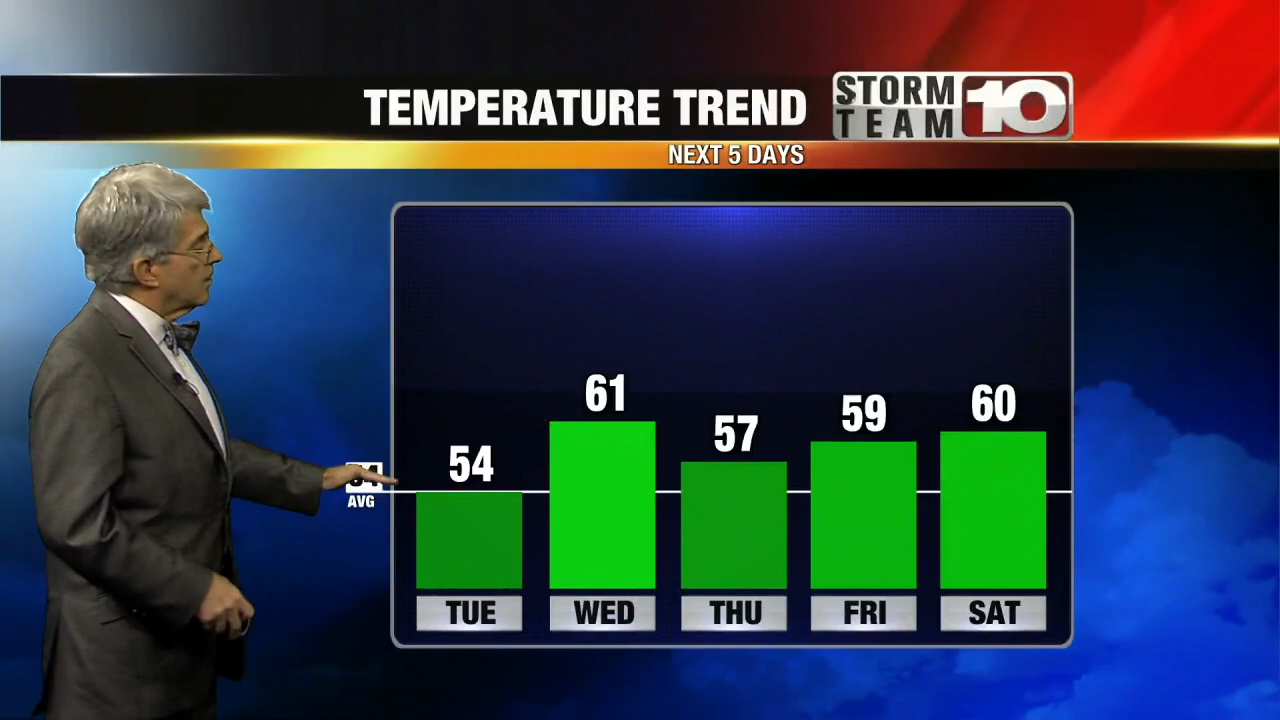 TEMPERATURE TREND
STORM TEAM 10
NEXT 5 DAYS
61
60
59
57
54
AVG
TUE WED THU FRI SAT